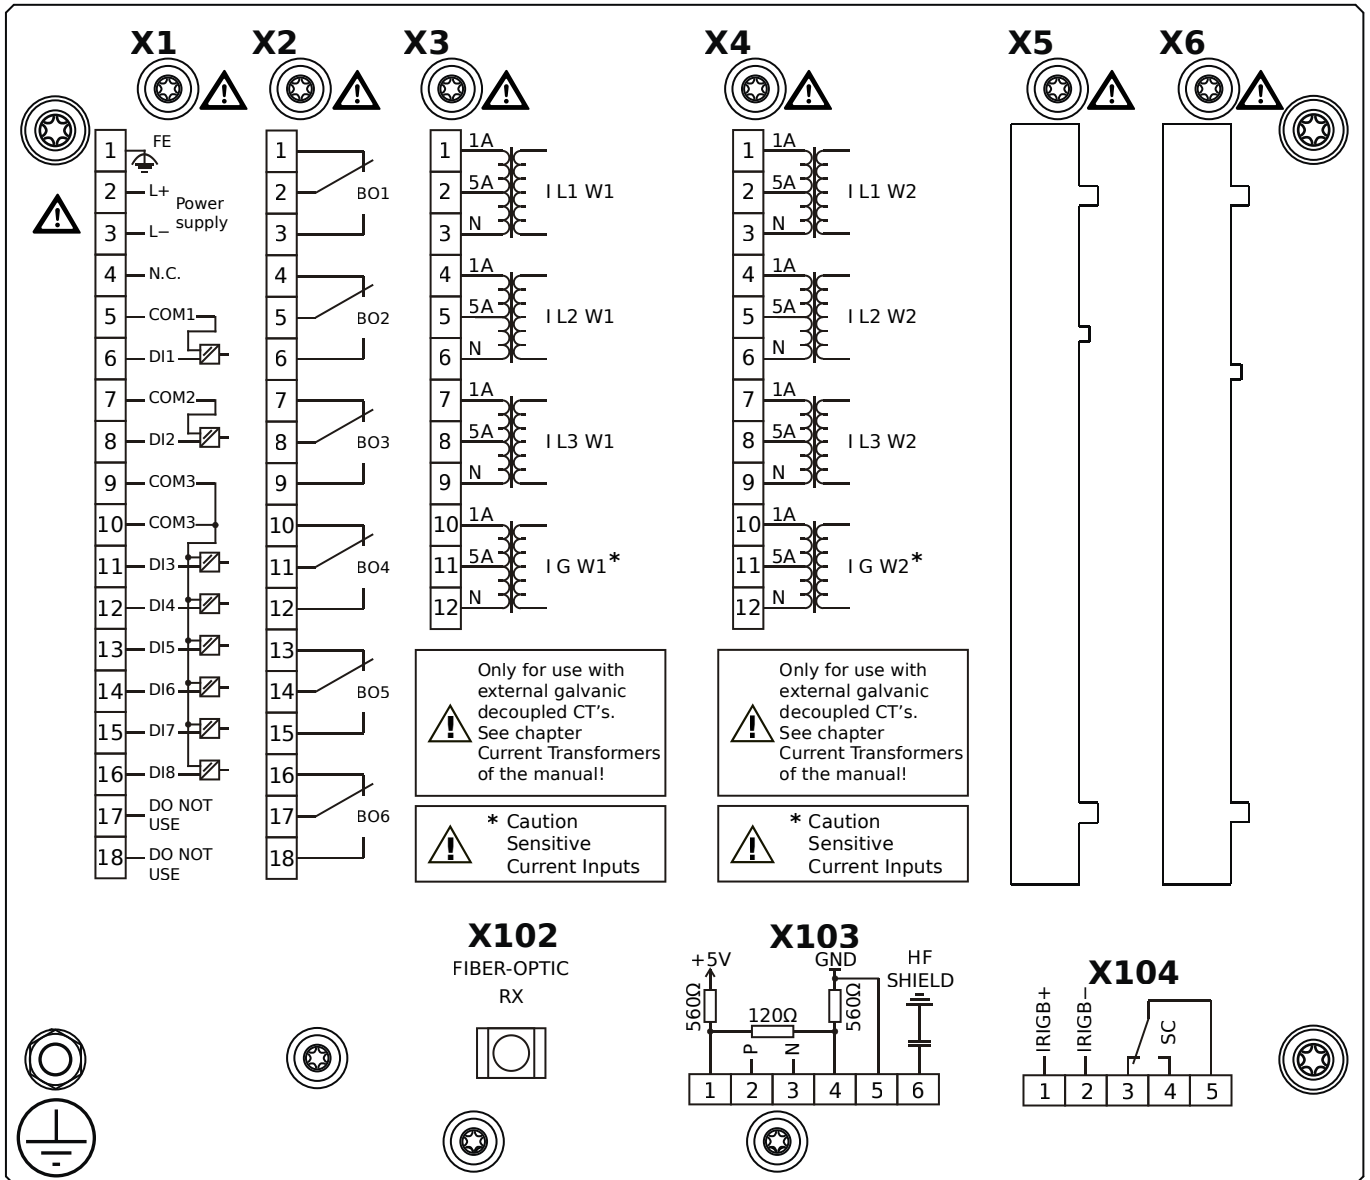 X1
X2
X3
X4
X5
X6
1
FE
2
L+
Power
supply
3
L−
4
N.C.
5
COM1
6
DI1
7
COM2
8
DI2
9
COM3
10
COM3
11
DI3
12
DI4
13
DI5
14
DI6
15
DI7
16
DI8
17
DO NOT
USE
18
DO NOT
USE
1
2
BO1
3
4
5
BO2
6
7
8
BO3
9
10
11
BO4
12
13
14
BO5
15
16
17
BO6
18
1
1A
2
5A
I L1 W1
3
N
4
1A
5
5A
I L2 W1
6
N
7
1A
8
5A
I L3 W1
9
N
10
1A
11
5A
I G W1*
12
N
Only for use with
external galvanic
decoupled CT's.
See chapter
Current Transformers
of the manual!
* Caution
Sensitive
Current Inputs
1
1A
2
5A
I L1 W2
3
N
4
1A
5
5A
I L2 W2
6
N
7
1A
8
5A
I L3 W2
9
N
10
1A
11
5A
I G W2*
12
N
Only for use with
external galvanic
decoupled CT's.
See chapter
Current Transformers
of the manual!
* Caution
Sensitive
Current Inputs
X102
FIBER-OPTIC
RX
X103
+5V
GND
HF
SHIELD
560Ω
120Ω
560Ω
P
N
1 2 3 4 5 6
X104
IRIGB+
IRIGB−
SC
1 2 3 4 5